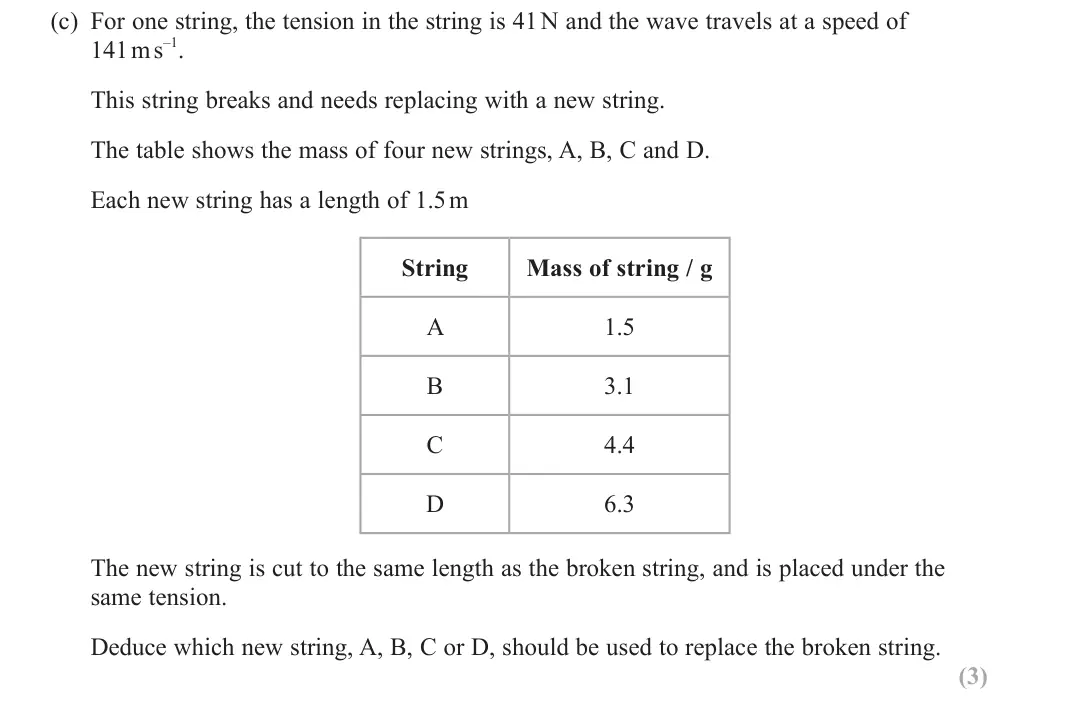 (c) For one string, the tension in the string is 41 N and the wave travels at a speed of
141 m s⁻¹.
This string breaks and needs replacing with a new string.
The table shows the mass of four new strings, A, B, C and D.
Each new string has a length of 1.5 m
String Mass of string / g
A 1.5
B 3.1
C 4.4
D 6.3
The new string is cut to the same length as the broken string, and is placed under the
same tension.
Deduce which new string, A, B, C or D, should be used to replace the broken string.
(3)